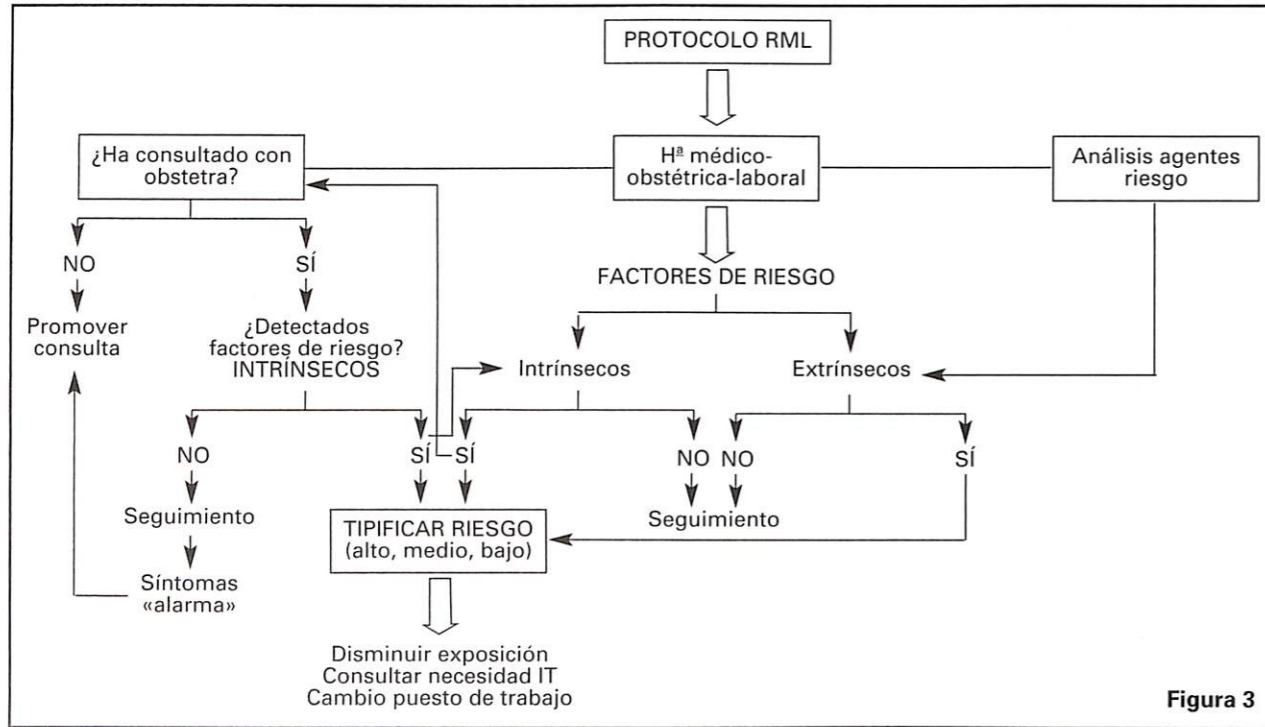 PROTOCOLO RML
¿Ha consultado con
obstetra?
Hª médico-
obstétrica-laboral
Análisis agentes
riesgo
NO
SÍ
FACTORES DE RIESGO
Promover
consulta
¿Detectados
factores de riesgo?
INTRÍNSECOS
Intrínsecos
Extrínsecos
NO
SÍ
SÍ
NO
NO
SÍ
Seguimiento
TIPIFICAR RIESGO
(alto, medio, bajo)
Seguimiento
Síntomas
«alarma»
Disminuir exposición
Consultar necesidad IT
Cambio puesto de trabajo
Figura 3